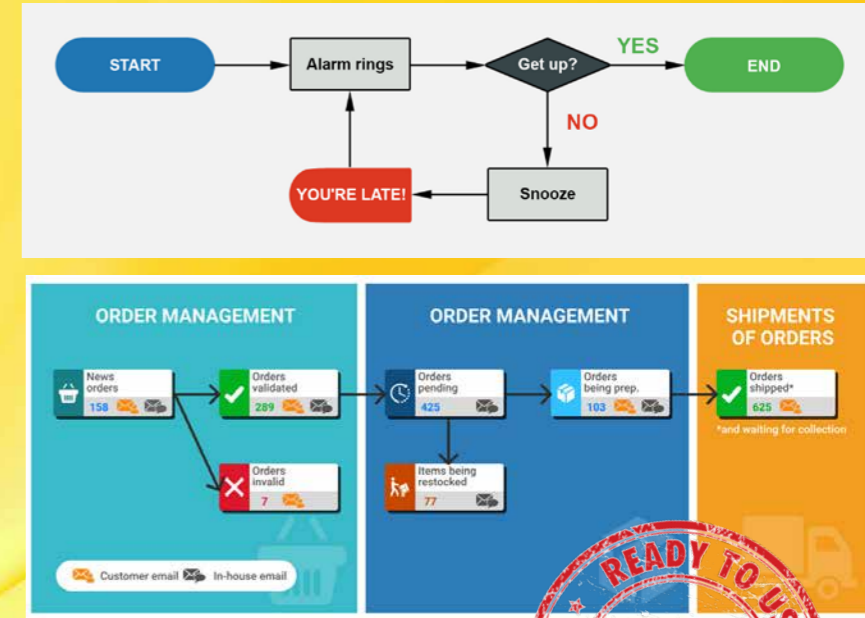 START
Alarm rings
Get up?
YES
END
NO
YOU'RE LATE!
Snooze
ORDER MANAGEMENT
ORDER MANAGEMENT
SHIPMENTS
OF ORDERS
News
orders
158
Orders
validated
289
Orders
pending
425
Orders
being prep.
103
Orders
shipped*
625
*and waiting for collection
Orders
invalid
7
Items being
restocked
77
Customer email
In-house email
READY TO